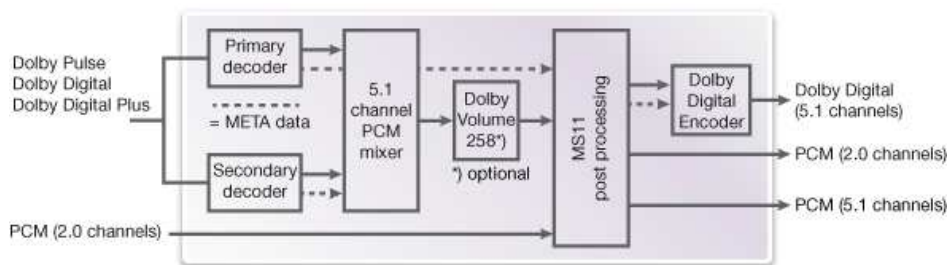 Dolby Pulse
Dolby Digital
Dolby Digital Plus
Primary
decoder
= META data
Secondary
decoder
PCM (2.0 channels)
5.1
channel
PCM
mixer
Dolby
Volume
258*)
*) optional
MS11
post processing
Dolby
Digital
Encoder
Dolby Digital
(5.1 channels)
PCM (2.0 channels)
PCM (5.1 channels)